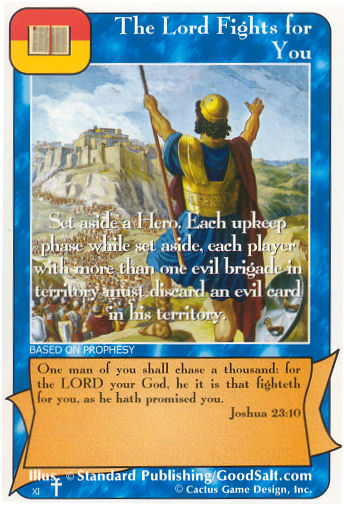 The Lord Fights for
You
Set aside a Hero. Each upkeep
phase while set aside, each player
with more than one evil brigade in
territory must discard an evil card
in his territory.
BASED ON PROPHESY
One man of you shall chase a thousand: for
the LORD your God, he it is that fighteth
for you, as he hath promised you.
Joshua 23:10
Illus. © Standard Publishing/GoodSalt.com
XI © Cactus Game Design, Inc.